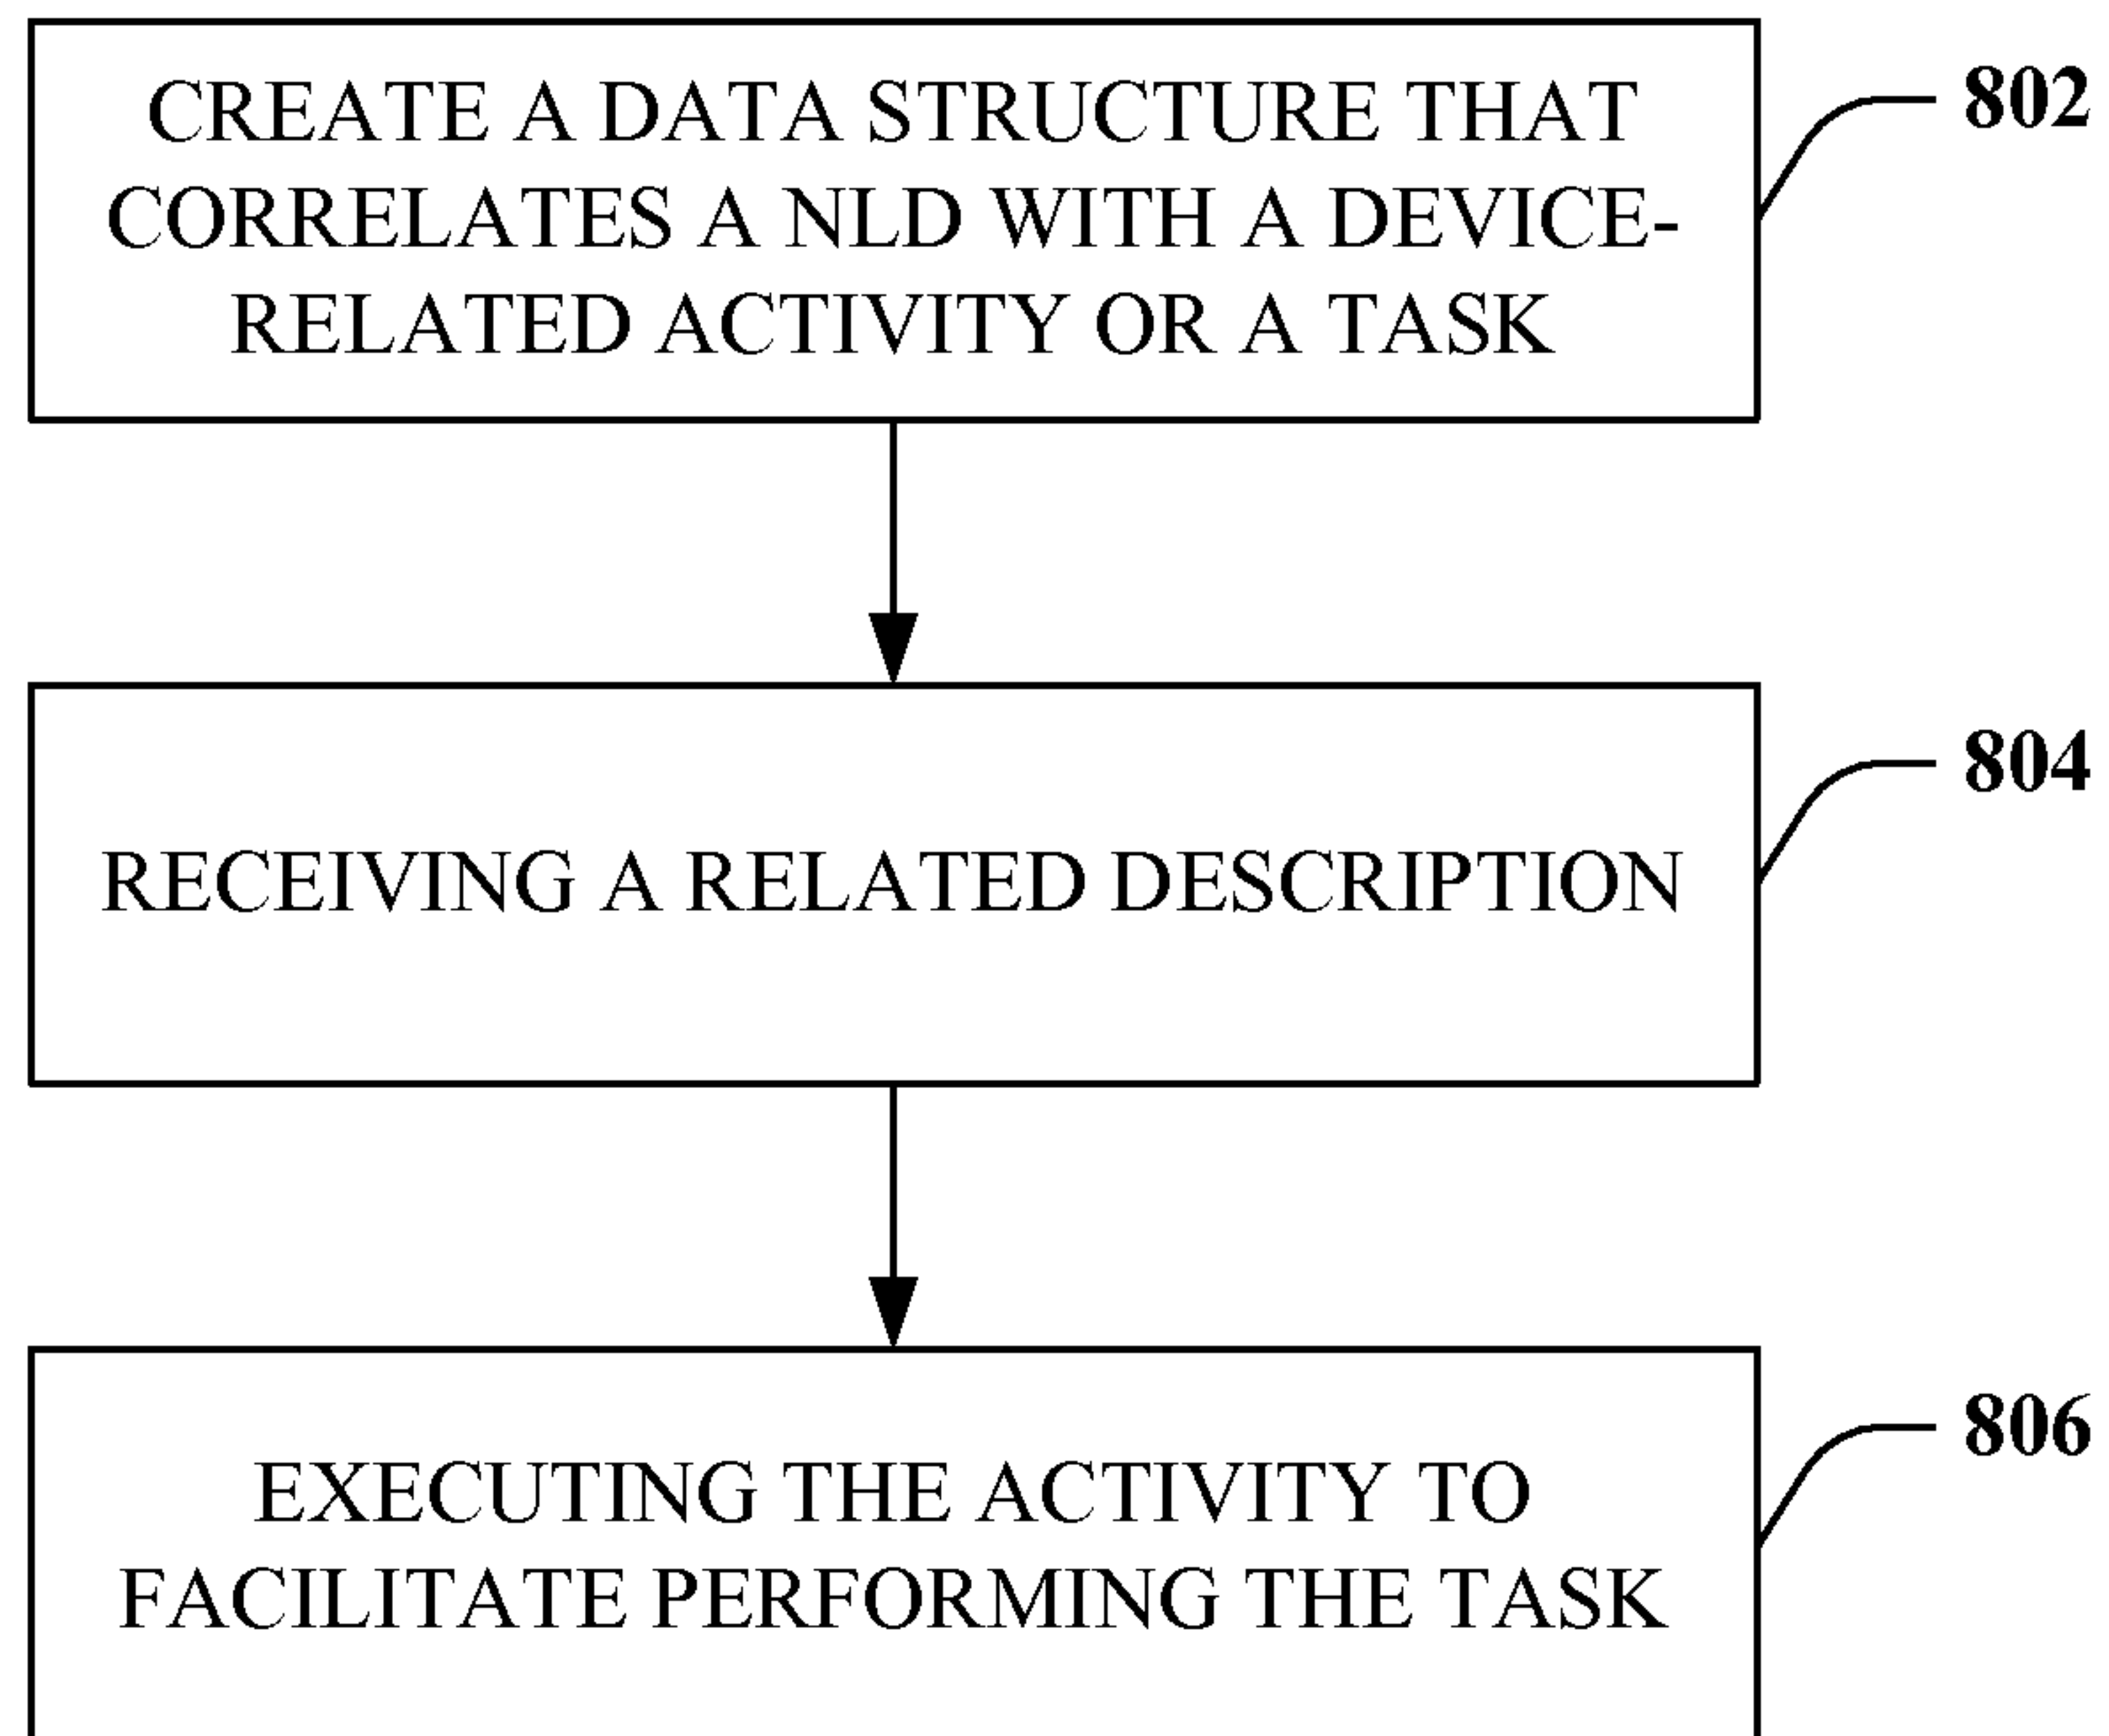 CREATE A DATA STRUCTURE THAT
CORRELATES A NLD WITH A DEVICE-
RELATED ACTIVITY OR A TASK
802
RECEIVING A RELATED DESCRIPTION
804
EXECUTING THE ACTIVITY TO
FACILITATE PERFORMING THE TASK
806